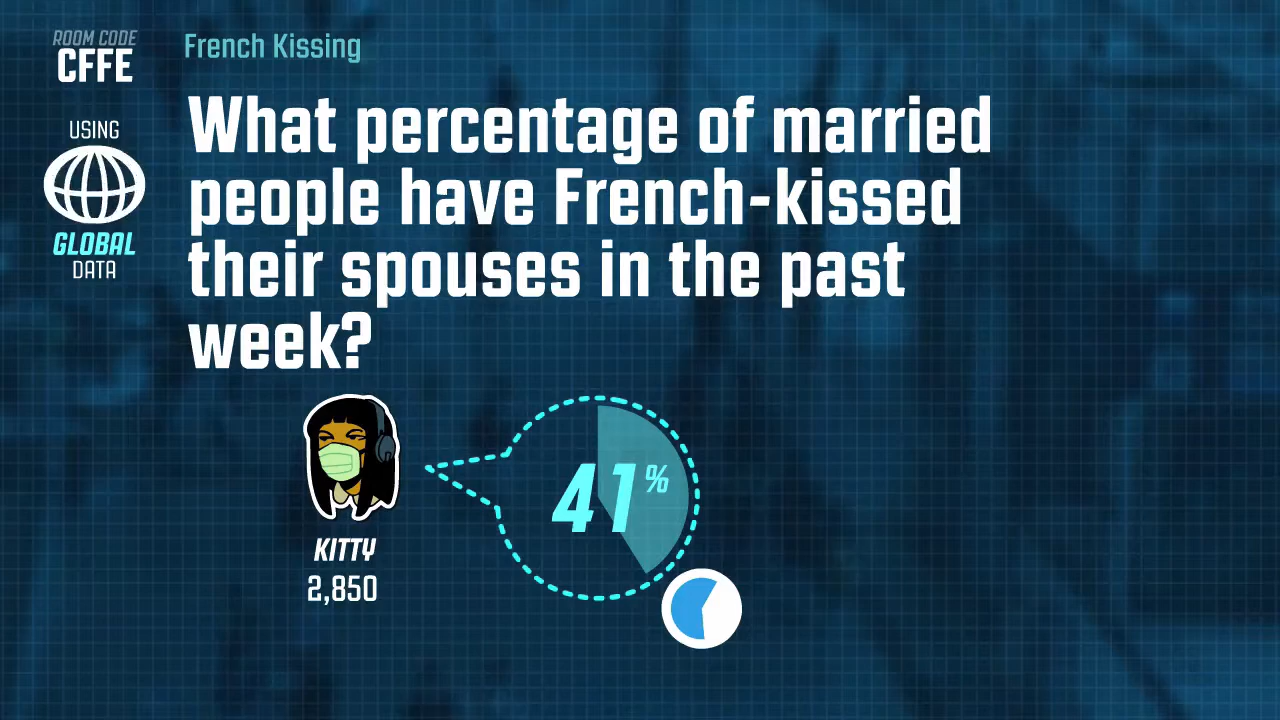 ROOM CODE
CFFE
French Kissing
USING
GLOBAL
DATA
What percentage of married
people have French-kissed
their spouses in the past
week?
41%
KITTY
2,850